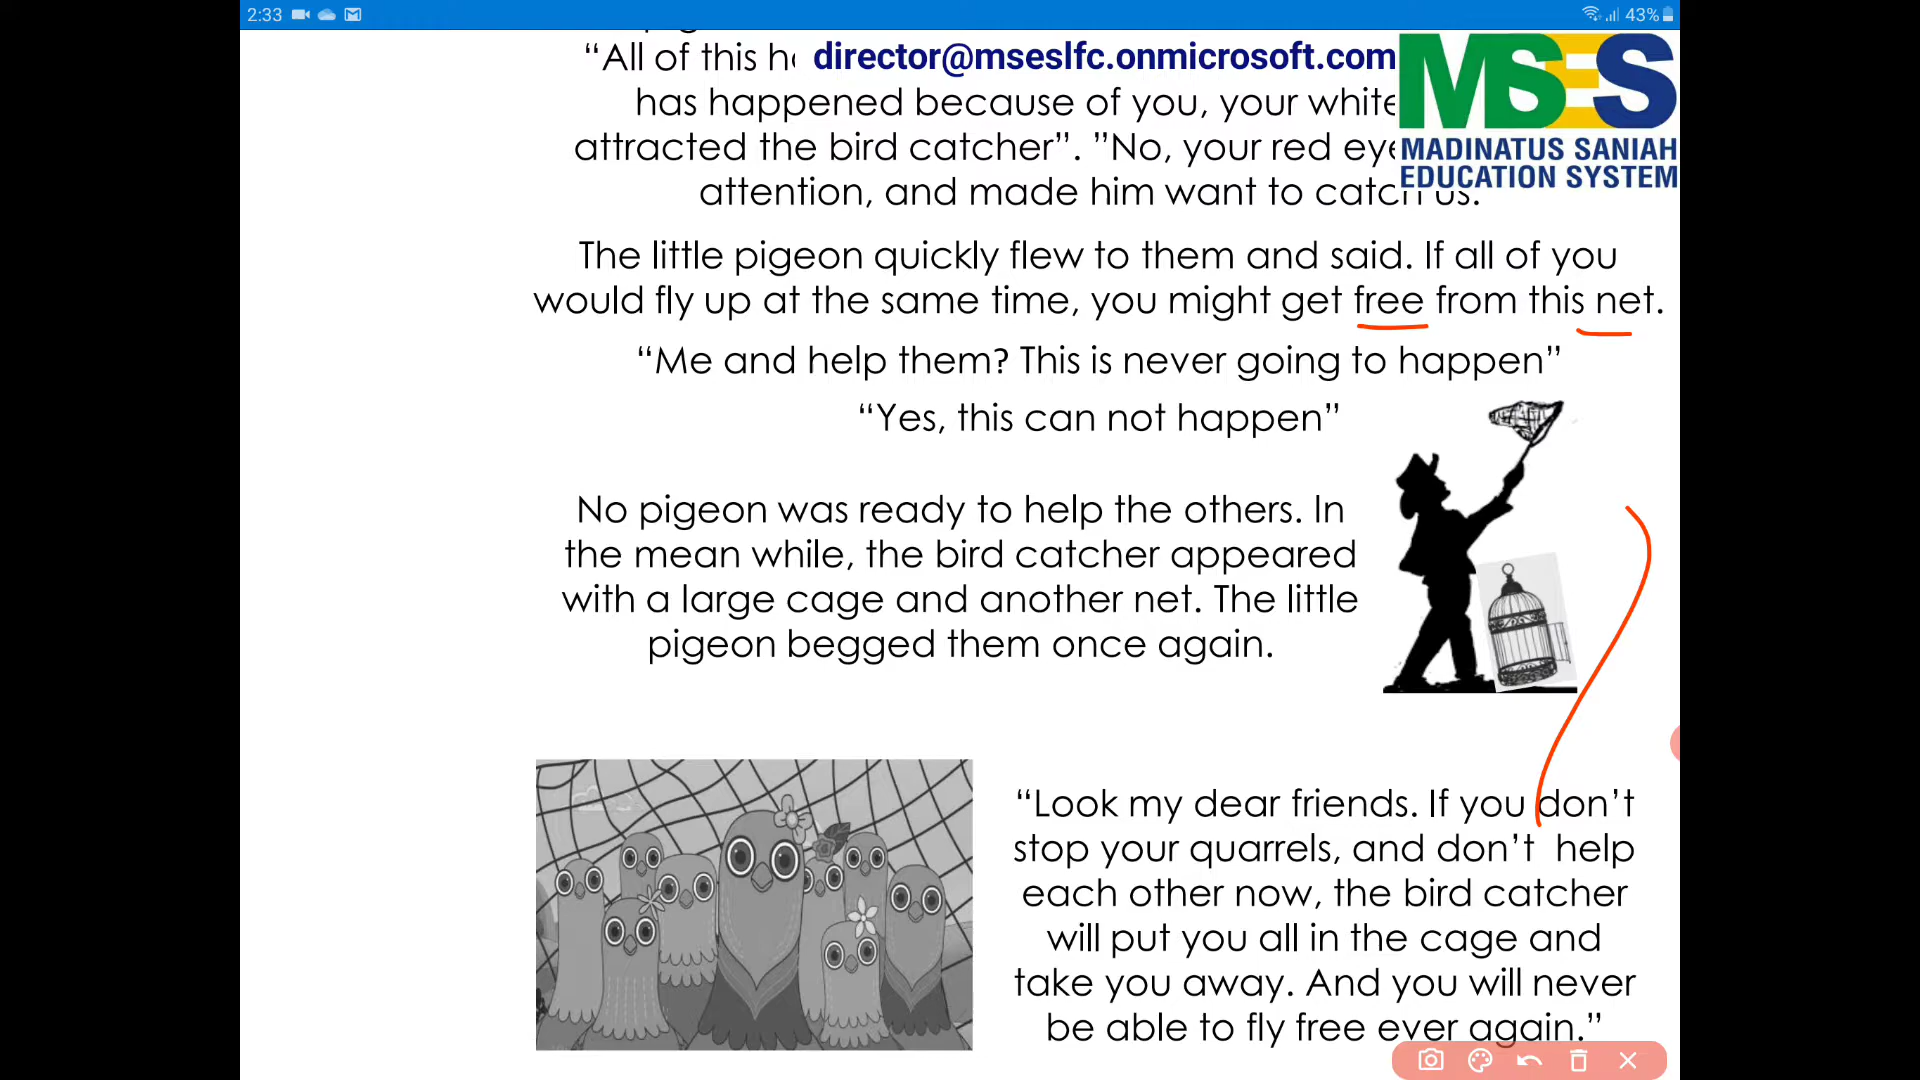 2:33
43%
“All of this
director@mseslfc.onmicrosoft.com
has happened because of you, your white
attracted the bird catcher”. ”No, your red
attention, and made him want to catch us.
MSES
MADINATUS SANIAH
EDUCATION SYSTEM
The little pigeon quickly flew to them and said. If all of you
would fly up at the same time, you might get free from this net.
“Me and help them? This is never going to happen”
“Yes, this can not happen”
No pigeon was ready to help the others. In
the mean while, the bird catcher appeared
with a large cage and another net. The little
pigeon begged them once again.
“Look my dear friends. If you don’t
stop your quarrels, and don’t help
each other now, the bird catcher
will put you all in the cage and
take you away. And you will never
be able to fly free ever again.”